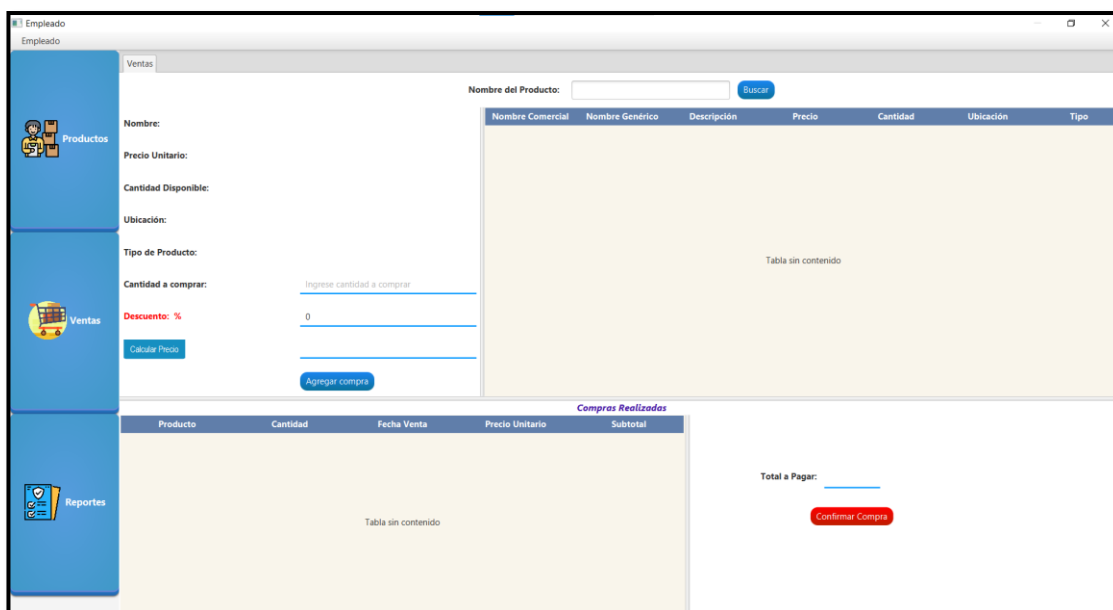 Empleado
Empleado
Productos
Ventas
Reportes
Ventas
Nombre del Producto: Buscar
Nombre:
Precio Unitario:
Cantidad Disponible:
Ubicación:
Tipo de Producto:
Cantidad a comprar: Ingrese cantidad a comprar
Descuento: % 0
Calcular Precio
Agregar compra
Nombre Comercial Nombre Genérico Descripción Precio Cantidad Ubicación Tipo
Tabla sin contenido
Compras Realizadas
Producto Cantidad Fecha Venta Precio Unitario Subtotal
Tabla sin contenido
Total a Pagar:
Confirmar Compra